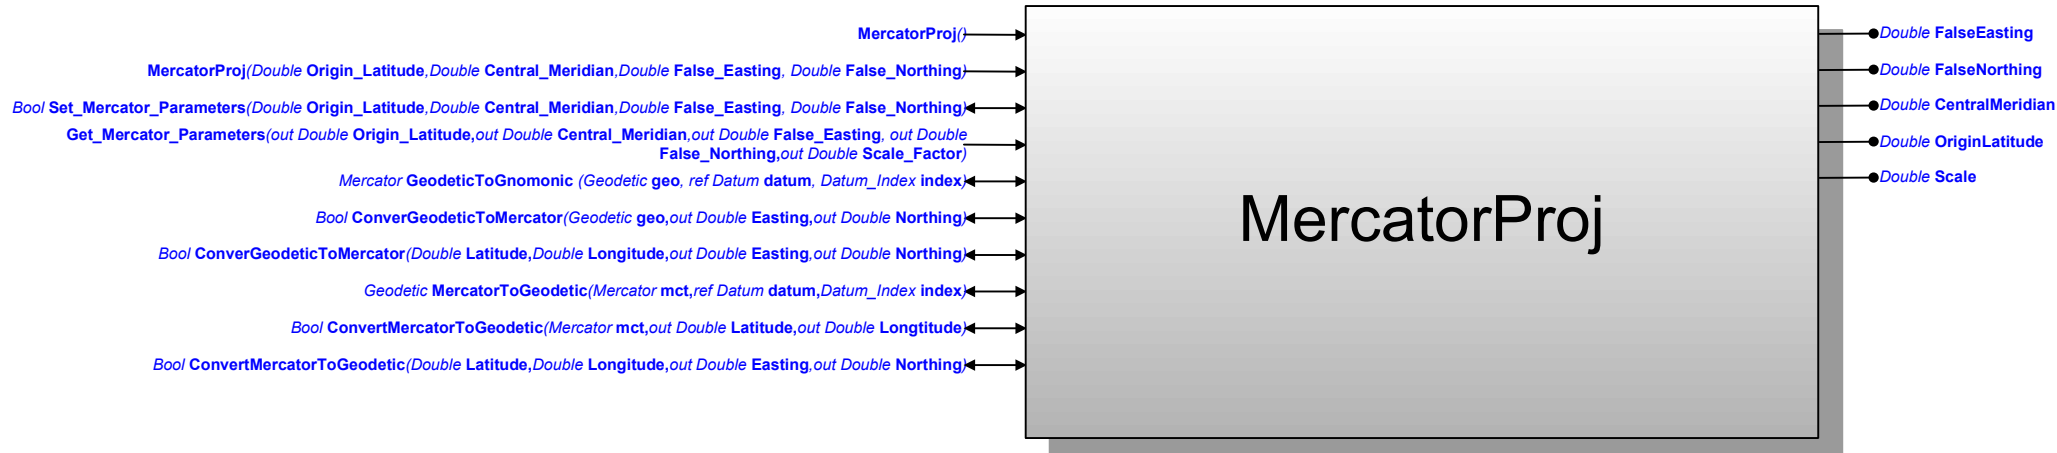 MercatorProj()
MercatorProj(Double Origin_Latitude,Double Central_Meridian,Double False_Easting, Double False_Northing)
Bool Set_Mercator_Parameters(Double Origin_Latitude,Double Central_Meridian,Double False_Easting, Double False_Northing)
Get_Mercator_Parameters(out Double Origin_Latitude,out Double Central_Meridian,out Double False_Easting, out Double
False_Northing,out Double Scale_Factor)
Mercator GeodeticToGnomonic (Geodetic geo, ref Datum datum, Datum_Index index)
Bool ConverGeodeticToMercator(Geodetic geo,out Double Easting,out Double Northing)
Bool ConverGeodeticToMercator(Double Latitude,Double Longitude,out Double Easting,out Double Northing)
Geodetic MercatorToGeodetic(Mercator mct,ref Datum datum,Datum_Index index)
Bool ConvertMercatorToGeodetic(Mercator mct,out Double Latitude,out Double Longtitude)
Bool ConvertMercatorToGeodetic(Double Latitude,Double Longitude,out Double Easting,out Double Northing)
MercatorProj
Double FalseEasting
Double FalseNorthing
Double CentralMeridian
Double OriginLatitude
Double Scale